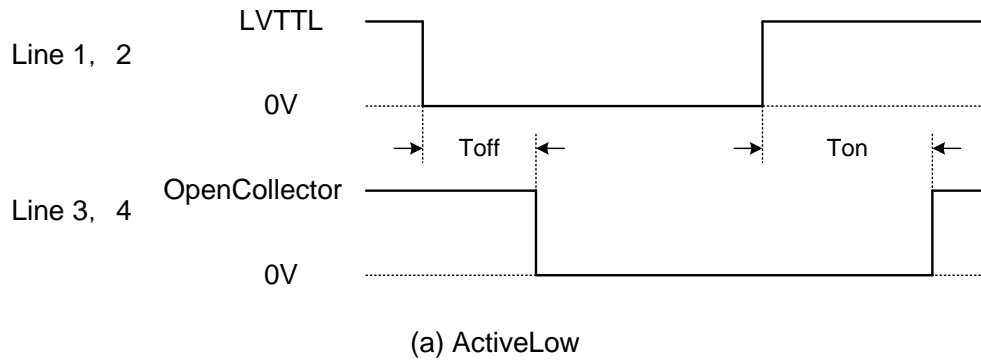 LVTTL
Line 1, 2
0V
Toff
Ton
OpenCollector
Line 3, 4
0V
(a) ActiveLow